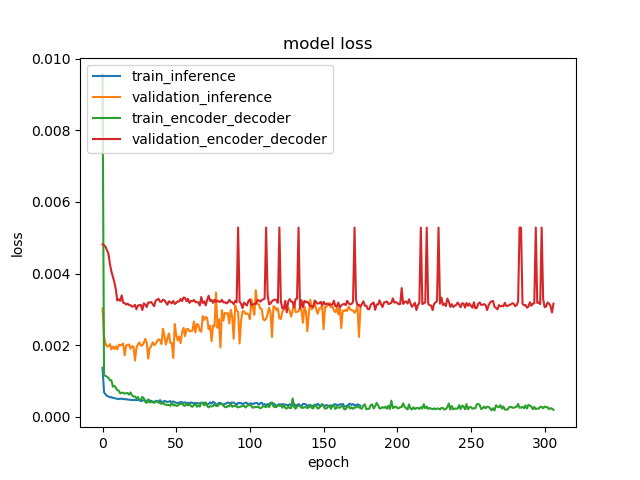 model loss
0.010
0.008
0.006
0.004
0.002
0.000
loss
train_inference
validation_inference
train_encoder_decoder
validation_encoder_decoder
0 50 100 150 200 250 300
epoch